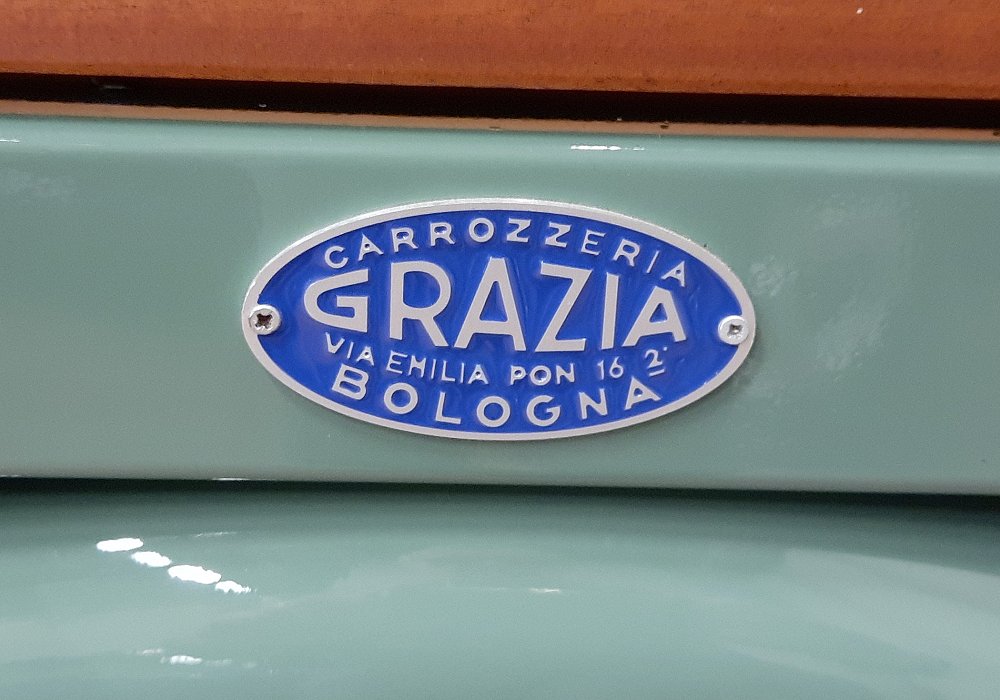 CARROZZERIA
GRAZIA
VIA EMILIA PON 16 2°
BOLOGNA